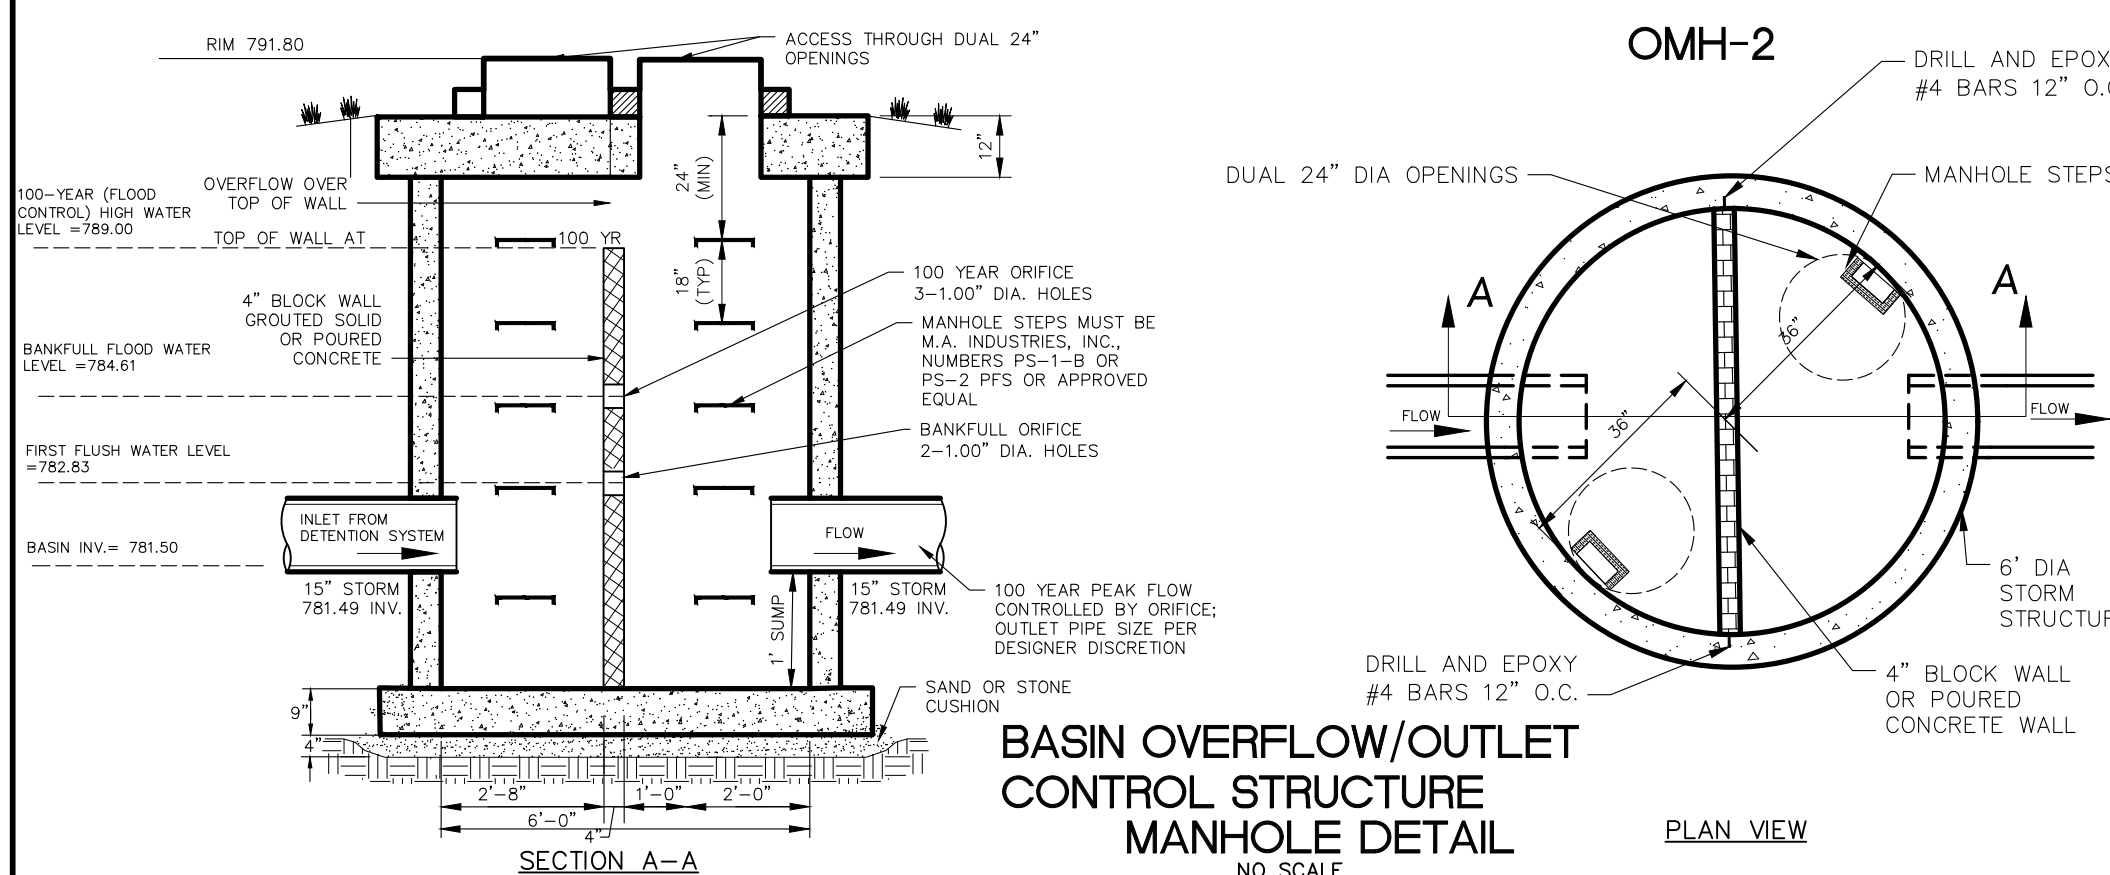 RIM 791.80
ACCESS THROUGH DUAL 24"
OPENINGS
12"
24"
(MIN)
OVERFLOW OVER
TOP OF WALL
100-YEAR (FLOOD
CONTROL) HIGH WATER
LEVEL =789.00
TOP OF WALL AT
100 YR
18"
(TYP)
4" BLOCK WALL
GROUTED SOLID
OR POURED
CONCRETE
100 YEAR ORIFICE
3-1.00" DIA. HOLES
MANHOLE STEPS MUST BE
M.A. INDUSTRIES, INC.,
NUMBERS PS-1-B OR
PS-2 PFS OR APPROVED
EQUAL
BANKFULL FLOOD WATER
LEVEL =784.61
BANKFULL ORIFICE
2-1.00" DIA. HOLES
FIRST FLUSH WATER LEVEL
=782.83
INLET FROM
DETENTION SYSTEM
FLOW
BASIN INV.= 781.50
15" STORM
781.49 INV.
15" STORM
781.49 INV.
1' SUMP
100 YEAR PEAK FLOW
CONTROLLED BY ORIFICE;
OUTLET PIPE SIZE PER
DESIGNER DISCRETION
SAND OR STONE
CUSHION
9"
4"
2'-8"
1'-0"
2'-0"
6'-0"
4"
SECTION A-A
OMH-2
DRILL AND EPOX
#4 BARS 12" O.C
DUAL 24" DIA OPENINGS
MANHOLE STEPS
A
A
36"
36"
FLOW
FLOW
6' DIA
STORM
STRUCTUR
DRILL AND EPOXY
#4 BARS 12" O.C.
4" BLOCK WALL
OR POURED
CONCRETE WALL
BASIN OVERFLOW/OUTLET
CONTROL STRUCTURE
MANHOLE DETAIL
NO SCALE
PLAN VIEW